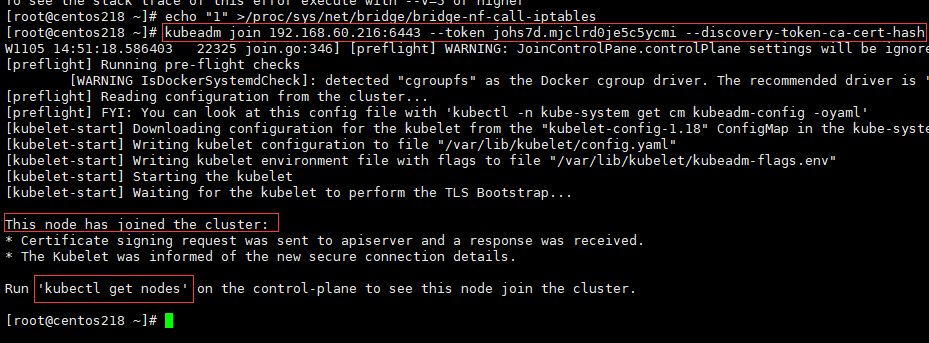 To see the stack trace of this error execute with --v=5 or higher
[root@centos218 ~]# echo "1" >/proc/sys/net/bridge/bridge-nf-call-iptables
[root@centos218 ~]# kubeadm join 192.168.60.216:6443 --token johs7d.mjclrd0je5c5ycmi --discovery-token-ca-cert-hash
W1105 14:51:18.586403   22325 join.go:346] [preflight] WARNING: JoinControlPane.controlPlane settings will be ignore
[preflight] Running pre-flight checks
        [WARNING IsDockerSystemdCheck]: detected "cgroupfs" as the Docker cgroup driver. The recommended driver is "
[preflight] Reading configuration from the cluster...
[preflight] FYI: You can look at this config file with 'kubectl -n kube-system get cm kubeadm-config -oyaml'
[kubelet-start] Downloading configuration for the kubelet from the "kubelet-config-1.18" ConfigMap in the kube-syste
[kubelet-start] Writing kubelet configuration to file "/var/lib/kubelet/config.yaml"
[kubelet-start] Writing kubelet environment file with flags to file "/var/lib/kubelet/kubeadm-flags.env"
[kubelet-start] Starting the kubelet
[kubelet-start] Waiting for the kubelet to perform the TLS Bootstrap...
This node has joined the cluster:
* Certificate signing request was sent to apiserver and a response was received.
* The Kubelet was informed of the new secure connection details.
Run 'kubectl get nodes' on the control-plane to see this node join the cluster.
[root@centos218 ~]#